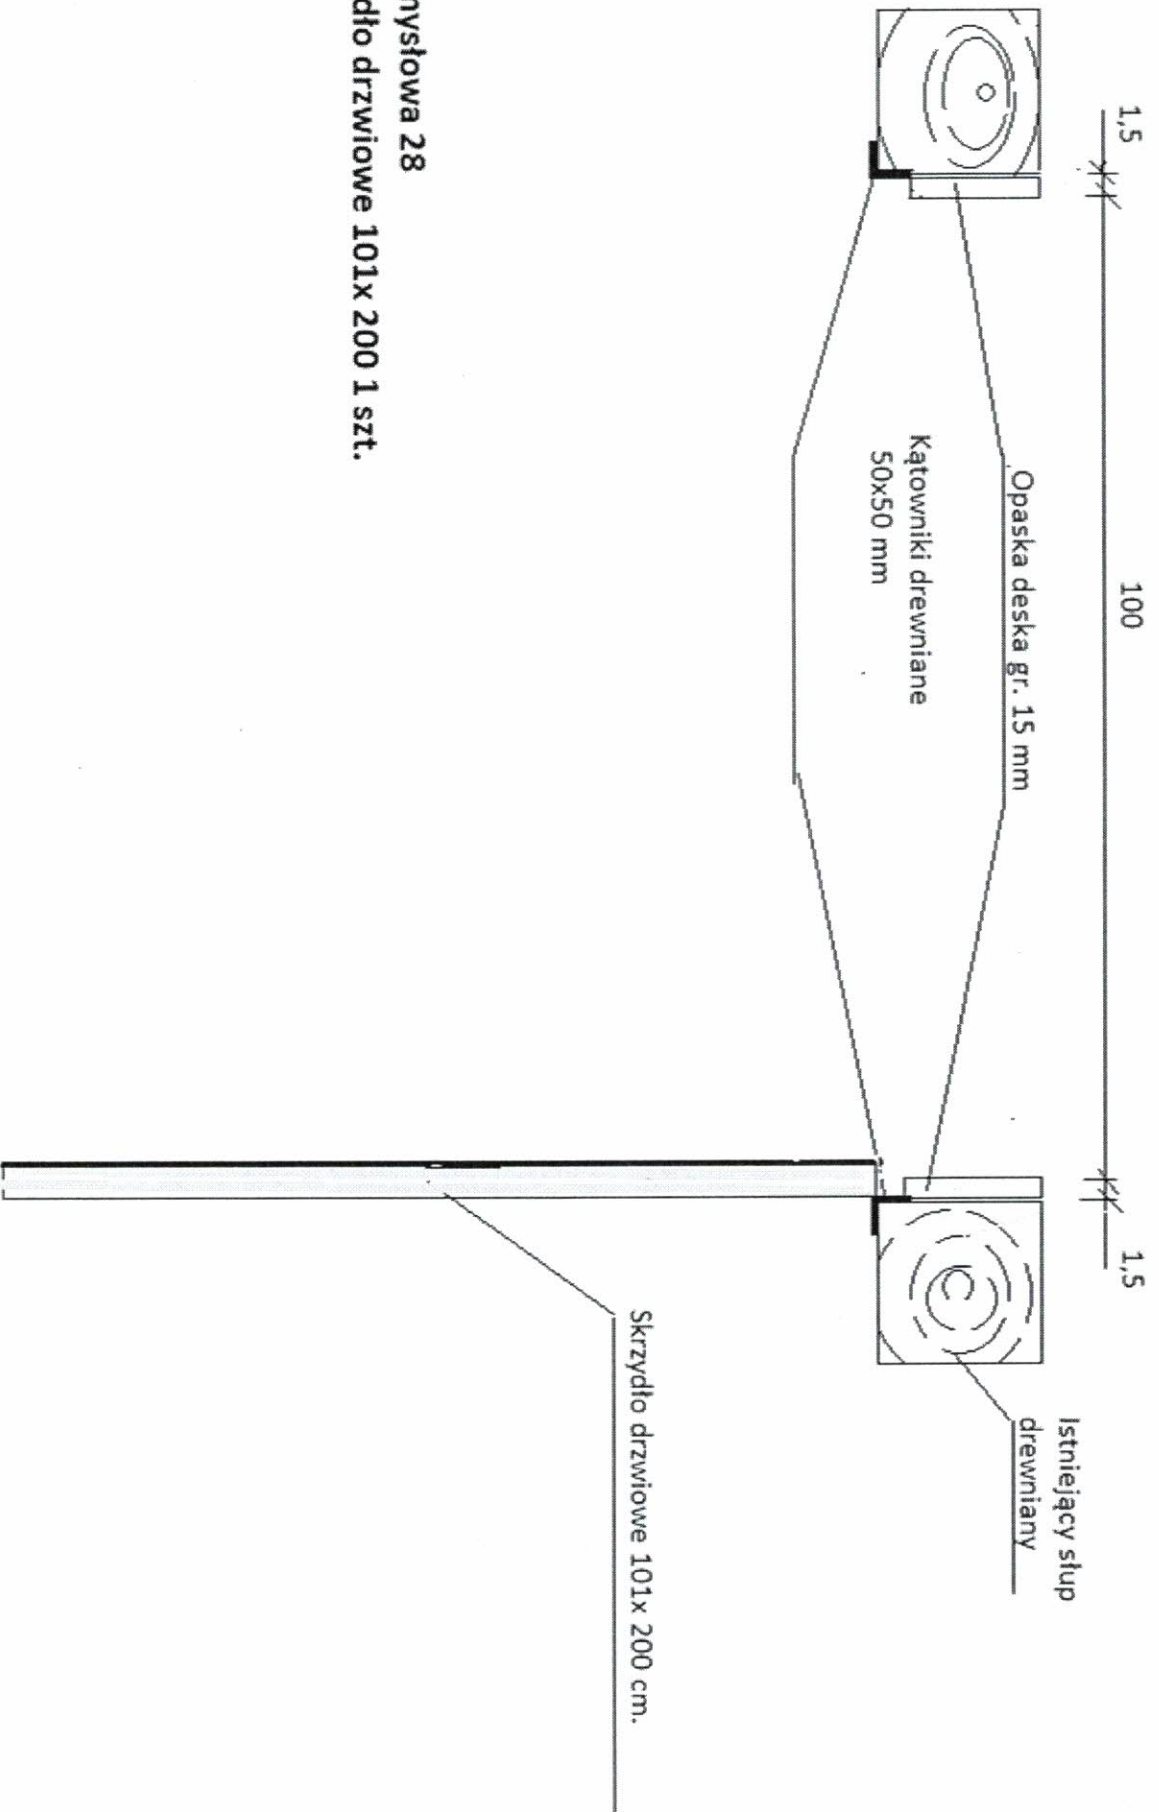 1,5
100
1,5
Opaska deska gr. 15 mm
Kątowniki drewniane
50x50 mm
Istniejący słup
drewniany
Skrzydło drzwiowe 101x 200 cm.
mysłowa 28
dło drzwiowe 101x 200 1 szt.